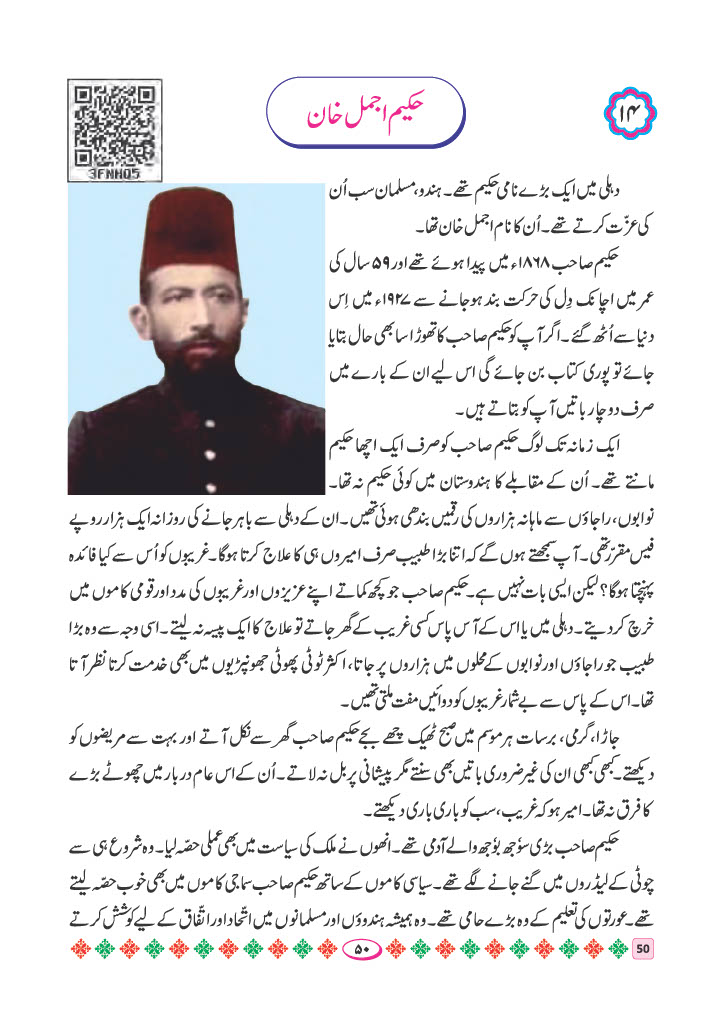 ۱۴
حکیم اجمل خان
3FNHQ5
دہلی میں ایک بڑے نامی حکیم تھے۔ ہندو، مسلمان سب اُن
کی عزّت کرتے تھے۔ اُن کا نام اجمل خان تھا۔
حکیم صاحب ۱۸۶۸ء میں پیدا ہوئے تھے اور ۵۹ سال کی
عمر میں اچانک دِل کی حرکت بند ہو جانے سے ۱۹۲۷ء میں اِس
دنیا سے اُٹھ گئے۔ اگر آپ کو حکیم صاحب کا تھوڑا سا بھی حال بتایا
جائے تو پوری کتاب بن جائے گی اس لیے ان کے بارے میں
صرف دو چار باتیں آپ کو بتاتے ہیں۔
ایک زمانہ تک لوگ حکیم صاحب کو صرف ایک اچھا حکیم
مانتے تھے۔ اُن کے مقابلے کا ہندوستان میں کوئی حکیم نہ تھا۔
نوابوں، راجاؤں سے ماہانہ ہزاروں کی رقمیں بندھی ہوئی تھیں۔ ان کے دہلی سے باہر جانے کی روزانہ ایک ہزار روپے
فیس مقرّر تھی۔ آپ سمجھتے ہوں گے کہ اتنا بڑا طبیب صرف امیروں ہی کا علاج کرتا ہوگا۔ غریبوں کو اُس سے کیا فائدہ
پہنچتا ہوگا؟ لیکن ایسی بات نہیں ہے۔ حکیم صاحب جو کچھ کماتے اپنے عزیزوں اور غریبوں کی مدد اور قومی کاموں میں
خرچ کر دیتے۔ دہلی میں یا اس کے آس پاس کسی غریب کے گھر جاتے تو علاج کا ایک پیسہ نہ لیتے۔ اسی وجہ سے وہ بڑا
طبیب جو راجاؤں اور نوابوں کے محلوں میں ہزاروں پر جاتا، اکثر ٹوٹی پھوٹی جھونپڑیوں میں بھی خدمت کرتا نظر آتا
تھا۔ اس کے پاس سے بے شمار غریبوں کو دوائیں مفت ملتی تھیں۔
جاڑا، گرمی، برسات ہر موسم میں صبح ٹھیک چھے بجے حکیم صاحب گھر سے نکل آتے اور بہت سے مریضوں کو
دیکھتے۔ کبھی کبھی ان کی غیر ضروری باتیں بھی سنتے مگر پیشانی پر بل نہ لاتے۔ اُن کے اس عام دربار میں چھوٹے بڑے
کا فرق نہ تھا۔ امیر ہو کہ غریب، سب کو باری باری دیکھتے۔
حکیم صاحب بڑی سوٗجھ بوٗجھ والے آدمی تھے۔ انھوں نے ملک کی سیاست میں بھی عملی حصّہ لیا۔ وہ شروع ہی سے
چوٹی کے لیڈروں میں گنے جانے لگے تھے۔ سیاسی کاموں کے ساتھ حکیم صاحب سماجی کاموں میں بھی خوب حصّہ لیتے
تھے۔ عورتوں کی تعلیم کے وہ بڑے حامی تھے۔ وہ ہمیشہ ہندوؤں اور مسلمانوں میں اتّحاد اور اتّفاق کے لیے کوشش کرتے
۵۰
50